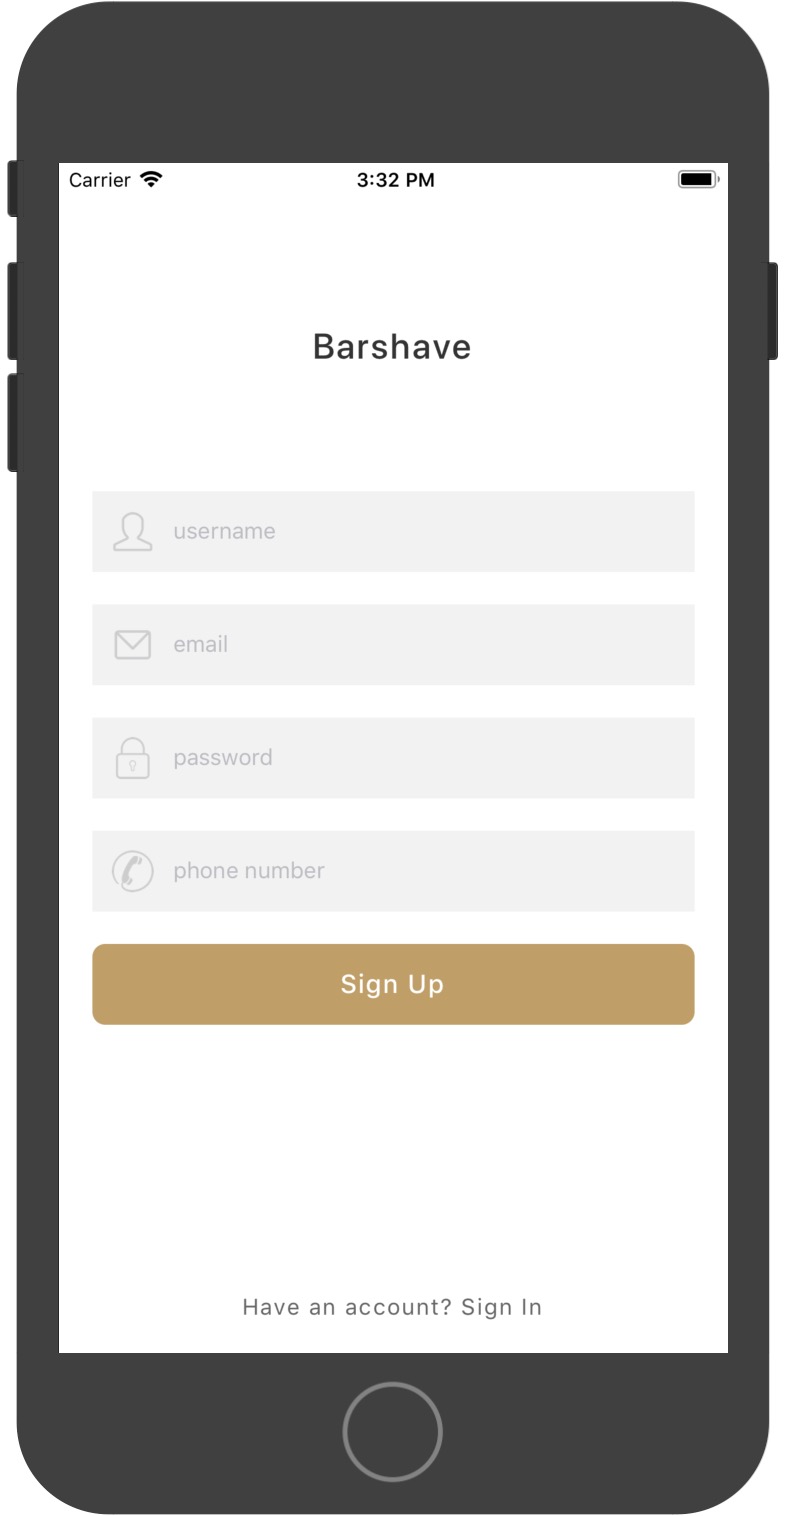 Carrier 3:32 PM
Barshave
username
email
password
phone number
Sign Up
Have an account? Sign In